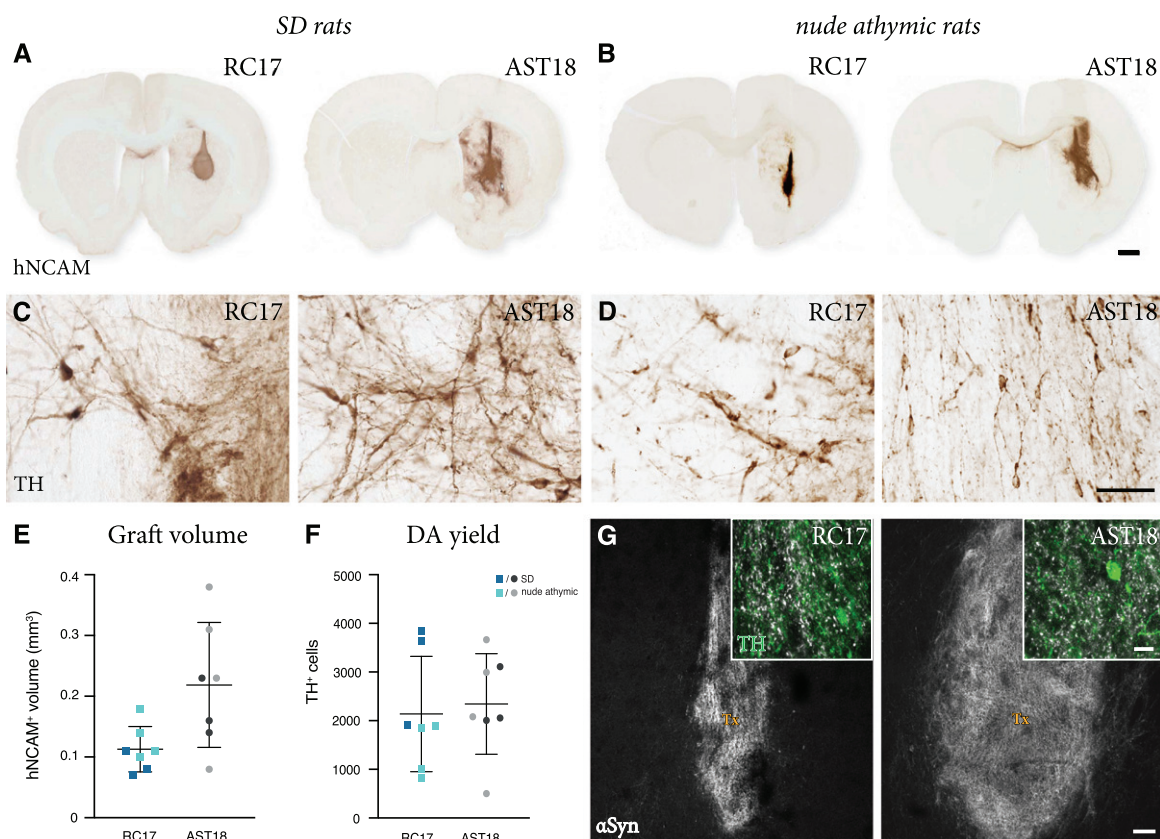 SD rats
nude athymic rats
A
RC17
AST18
B
RC17
AST18
hNCAM
C
RC17
AST18
D
RC17
AST18
TH
E
Graft volume
F
DA yield
G
RC17
AST18
0.4
0.3
0.2
0.1
0
hNCAM⁺ volume (mm³)
RC17
AST18
5000
4000
3000
2000
1000
0
TH⁺ cells
/ SD
/ nude athymic
RC17
AST18
TH
Tx
Tx
αSyn